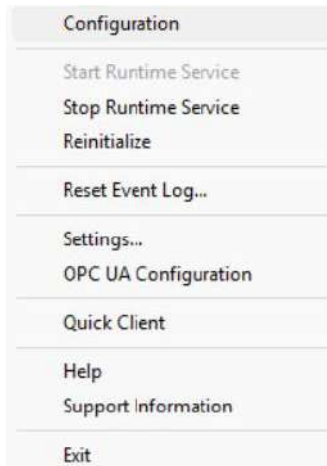 Configuration
Start Runtime Service
Stop Runtime Service
Reinitialize
Reset Event Log...
Settings...
OPC UA Configuration
Quick Client
Help
Support Information
Exit